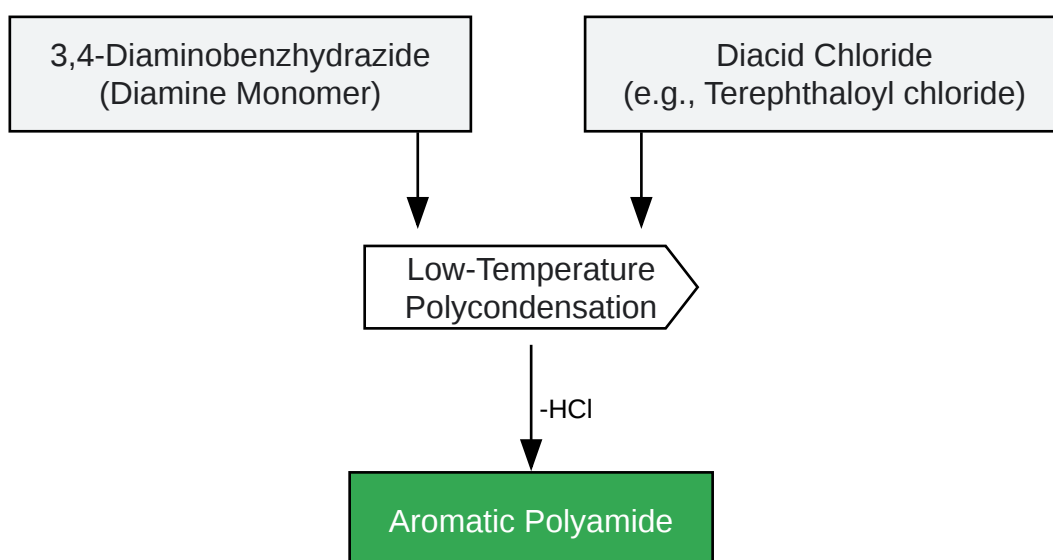 3,4-Diaminobenzhydrazide
(Diamine Monomer)
Diacid Chloride
(e.g., Terephthaloyl chloride)
Low-Temperature
Polycondensation
-HCl
Aromatic Polyamide